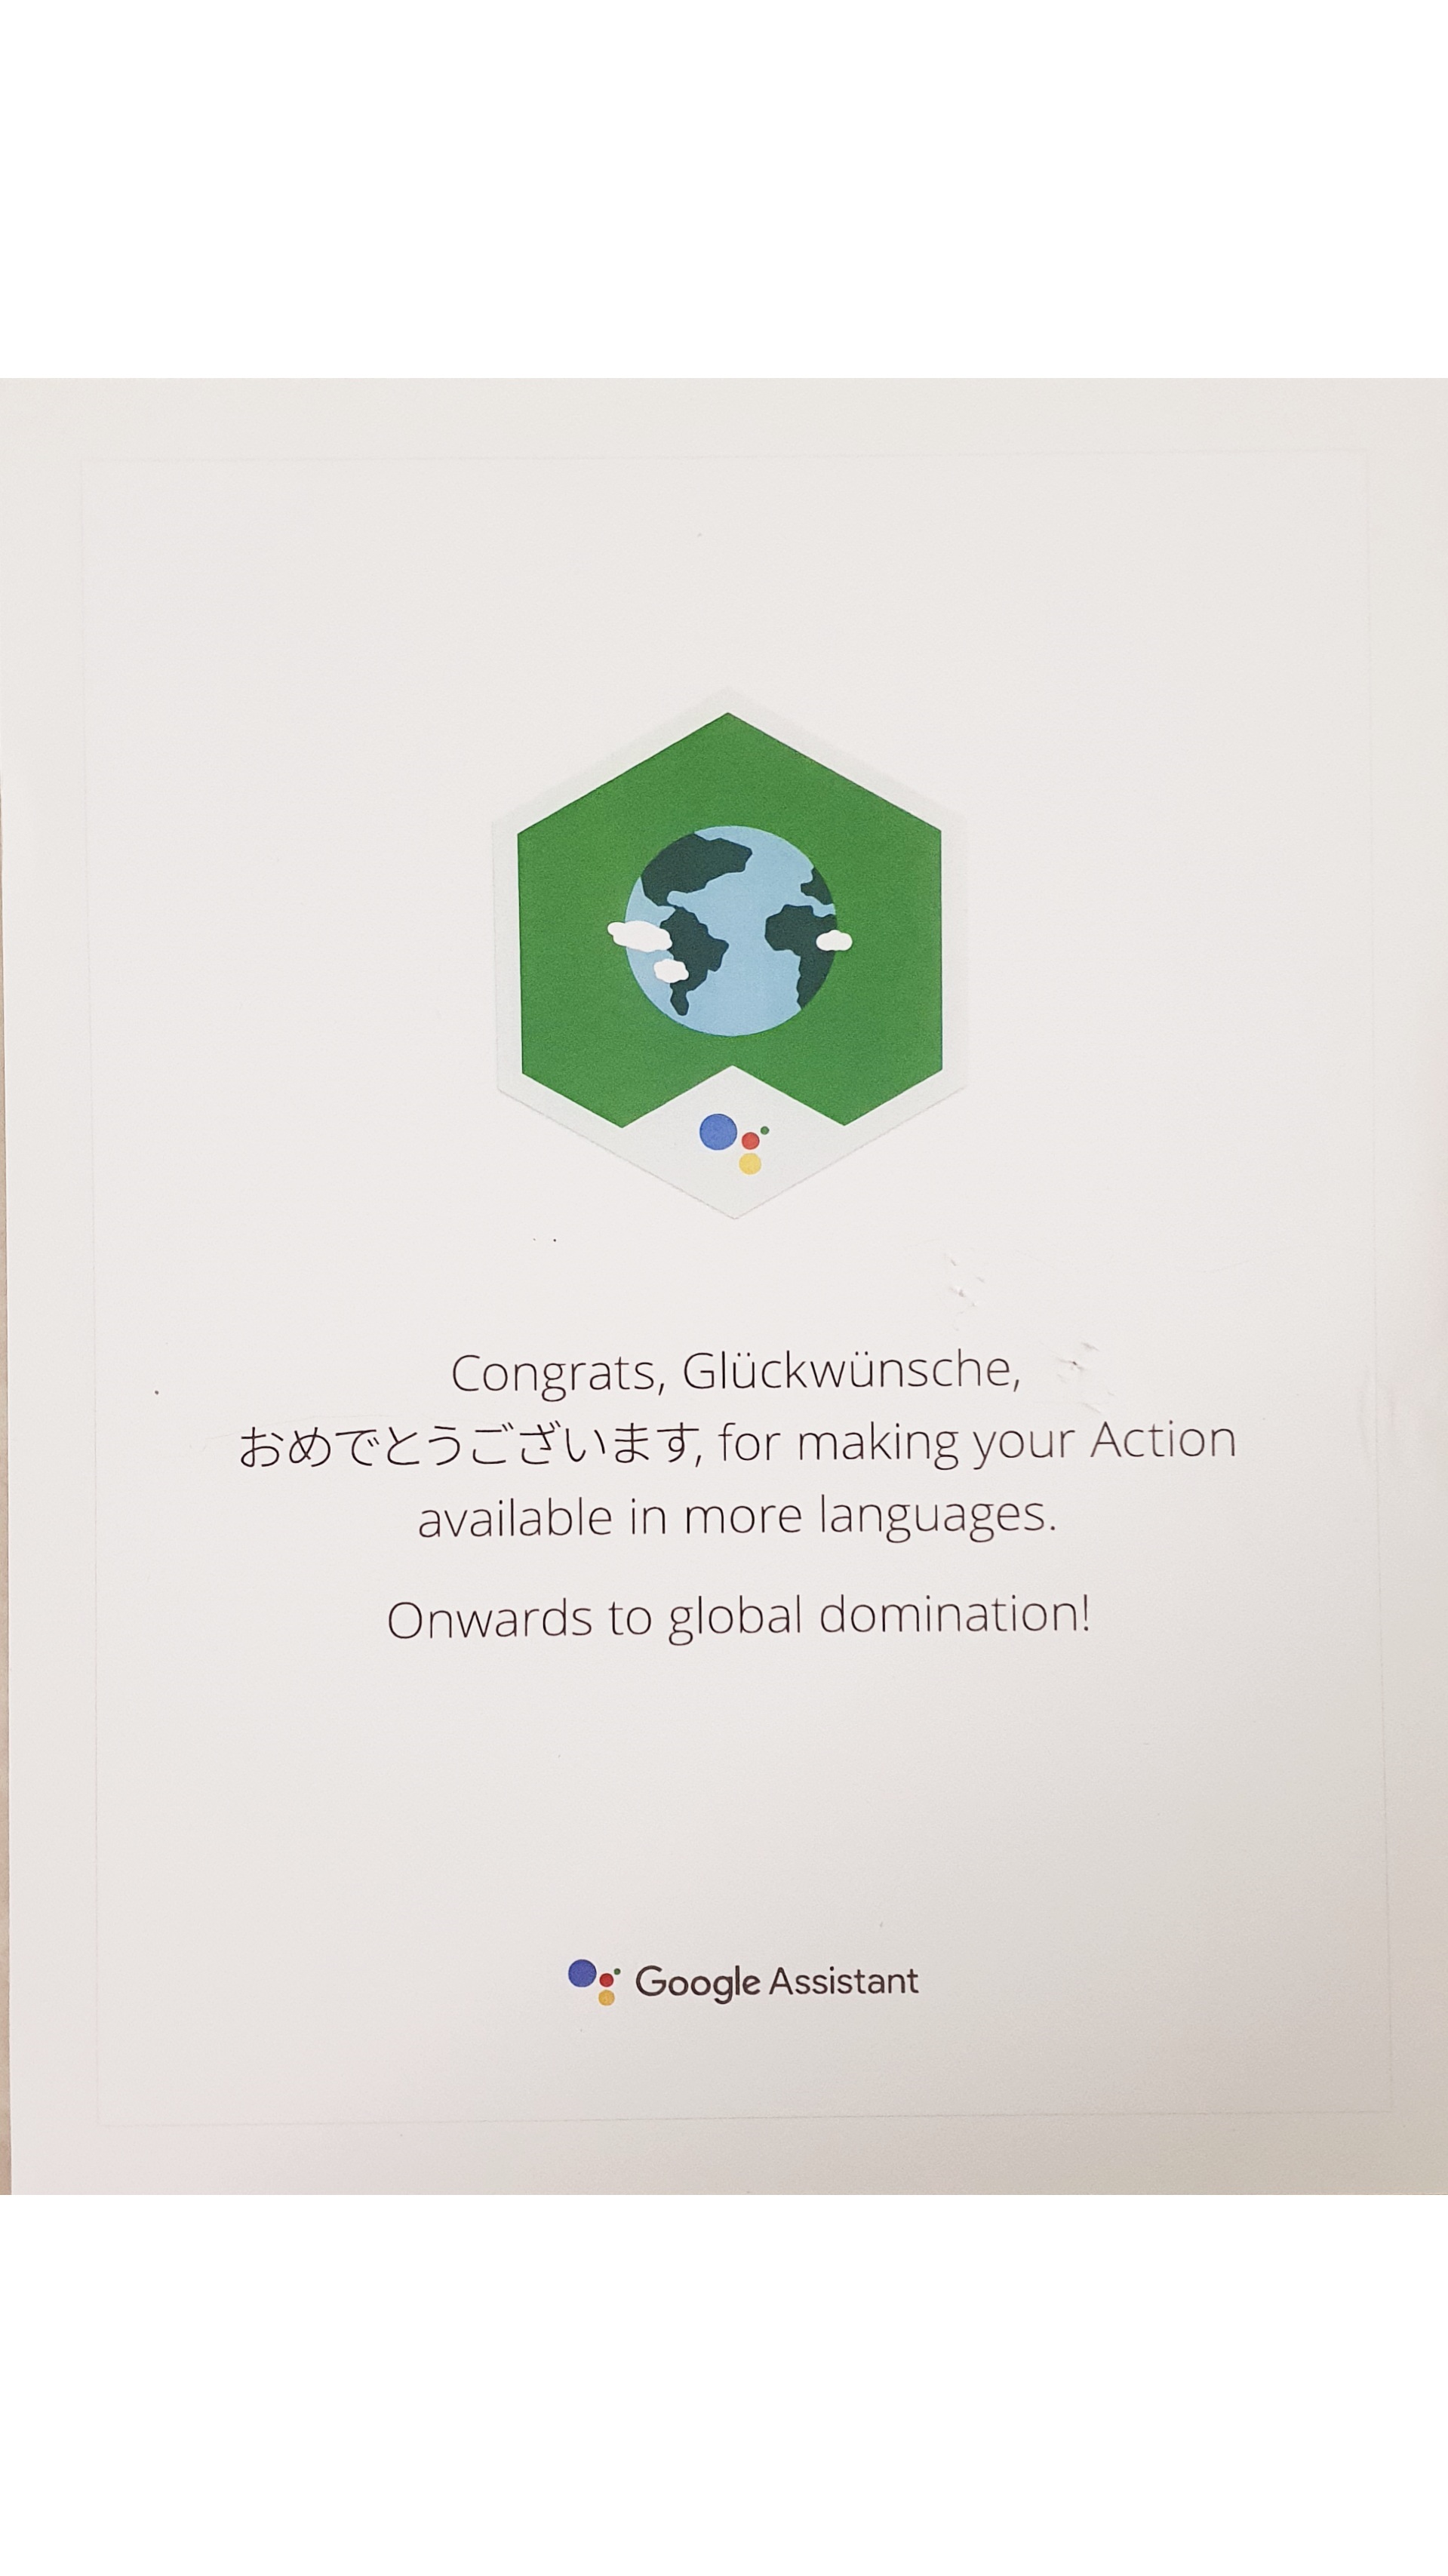 Congrats, Glückwünsche,
おめでとうございます, for making your Action
available in more languages.
Onwards to global domination!
Google Assistant